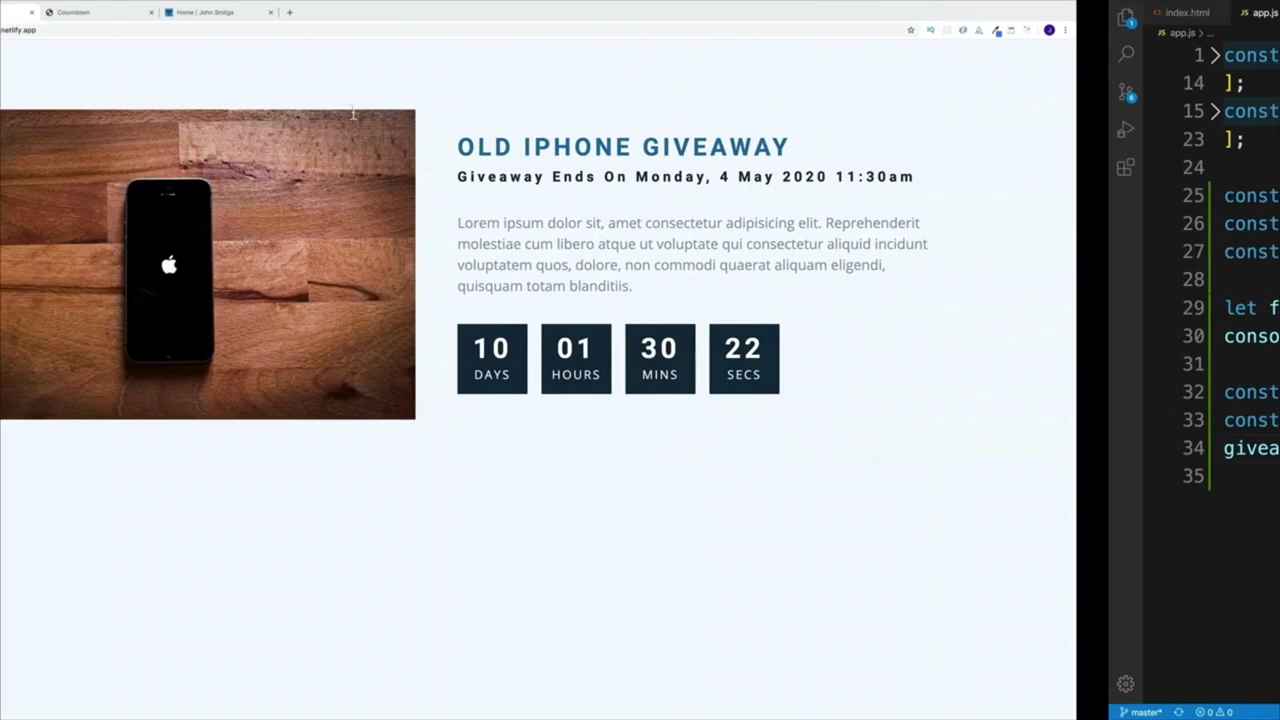 Countdown
Home | John Smilga
netlify.app
OLD IPHONE GIVEAWAY
Giveaway Ends On Monday, 4 May 2020 11:30am
Lorem ipsum dolor sit, amet consectetur adipisicing elit. Reprehenderit
molestiae cum libero atque ut voluptate qui consectetur aliquid incidunt
voluptatem quos, dolore, non commodi quaerat aliquam eligendi,
quisquam totam blanditiis.
10 01 30 22
DAYS HOURS MINS SECS
index.html
app.js
app.js > ...
1 const
14 ];
15 const
23 ];
24
25 const
26 const
27 const
28
29 let f
30 conso
31
32 const
33 const
34 givea
35
1
6
master*
0 0